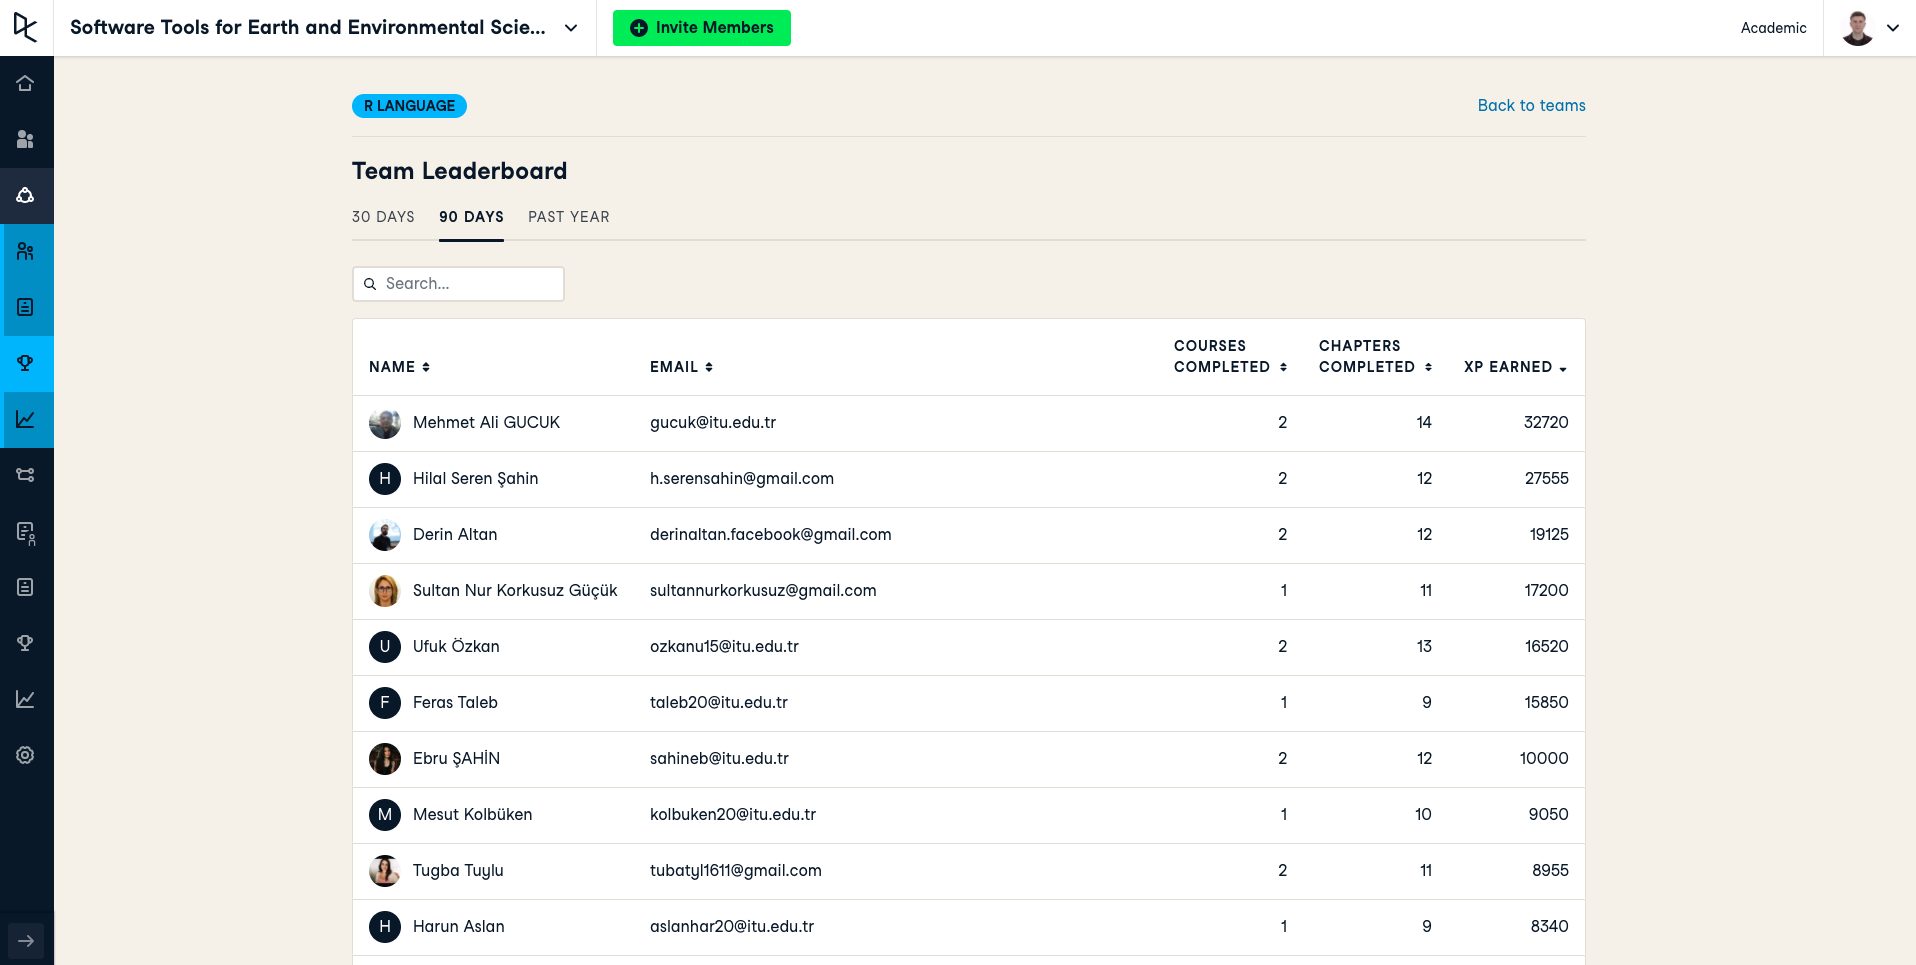 Software Tools for Earth and Environmental Scie...
Invite Members
Academic
R LANGUAGE
Back to teams
Team Leaderboard
30 DAYS 90 DAYS PAST YEAR
Search...
NAME EMAIL COURSES COMPLETED CHAPTERS COMPLETED XP EARNED
Mehmet Ali GUCUK gucuk@itu.edu.tr 2 14 32720
H Hilal Seren Şahin h.serensahin@gmail.com 2 12 27555
Derin Altan derinaltan.facebook@gmail.com 2 12 19125
Sultan Nur Korkusuz Güçük sultannurkorkusuz@gmail.com 1 11 17200
U Ufuk Özkan ozkanu15@itu.edu.tr 2 13 16520
F Feras Taleb taleb20@itu.edu.tr 1 9 15850
Ebru ŞAHİN sahineb@itu.edu.tr 2 12 10000
M Mesut Kolbüken kolbuken20@itu.edu.tr 1 10 9050
Tugba Tuylu tubatyl1611@gmail.com 2 11 8955
H Harun Aslan aslanhar20@itu.edu.tr 1 9 8340